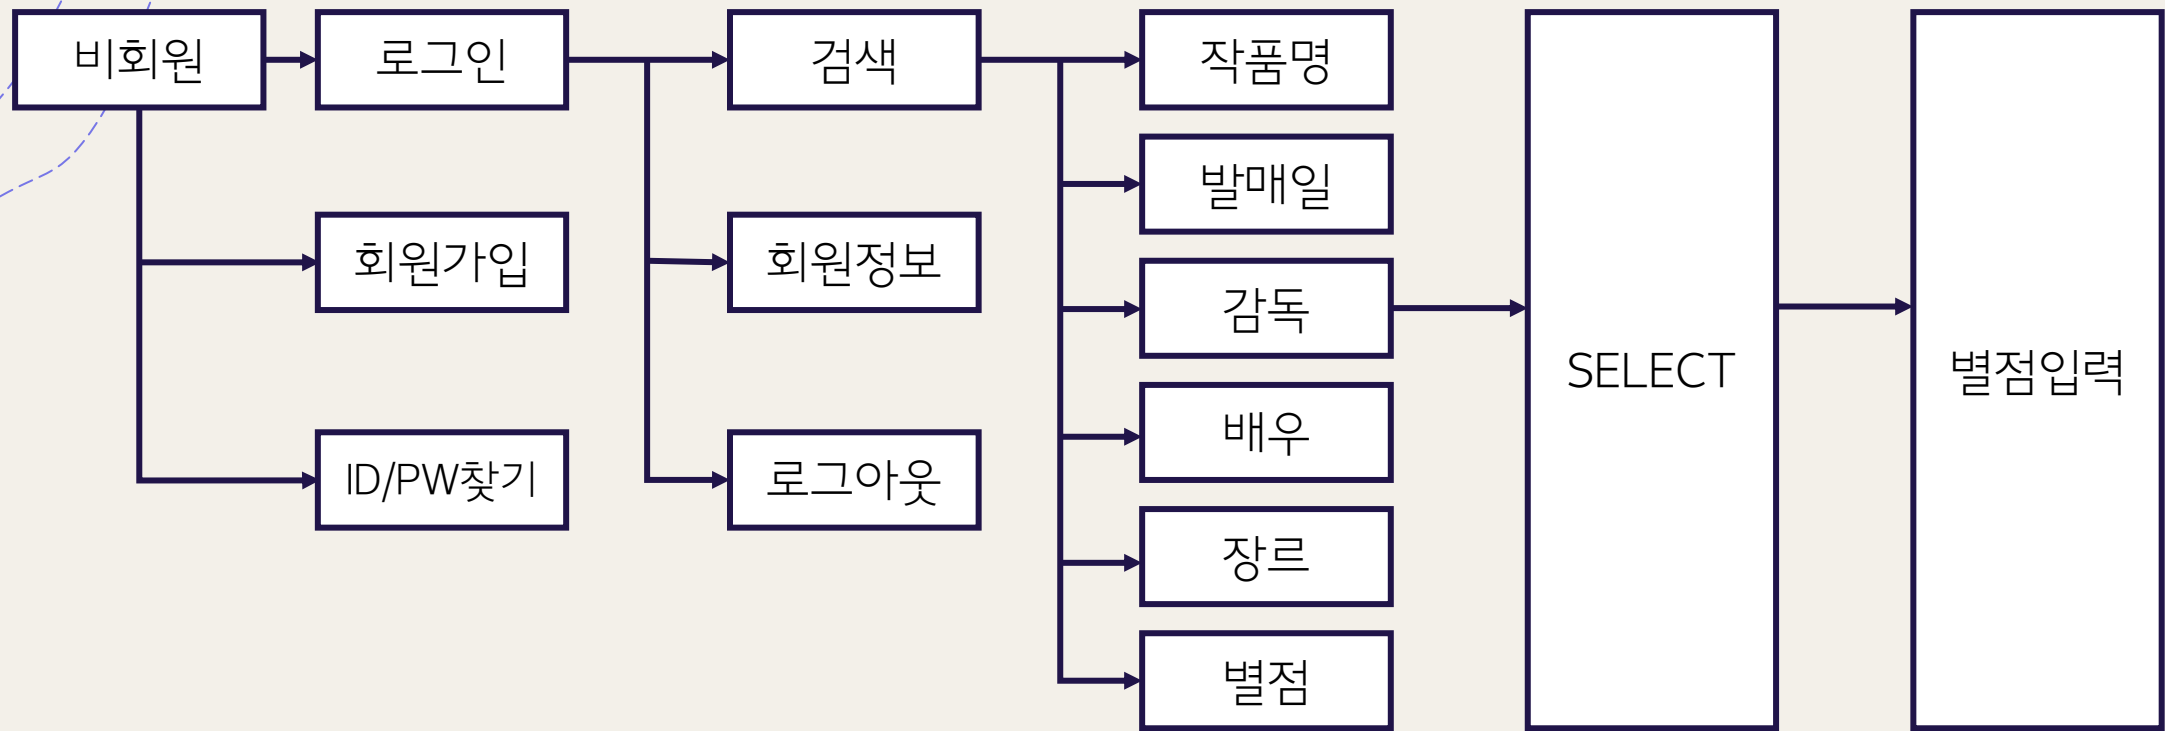 비회원
로그인
검색
작품명
발매일
회원가입
회원정보
감독
SELECT
별점입력
배우
ID/PW찾기
로그아웃
장르
별점